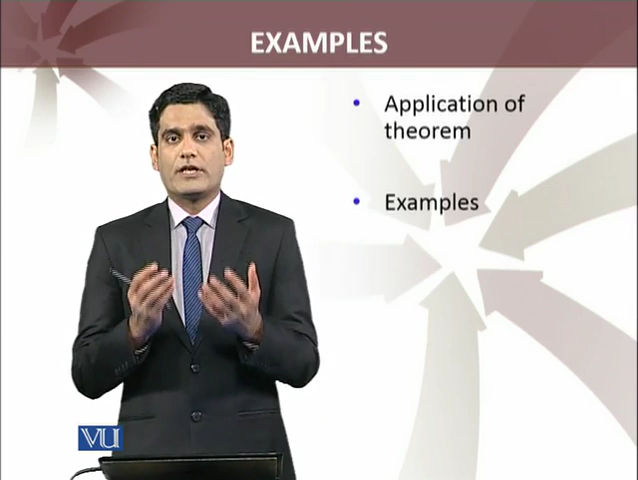 EXAMPLES
• Application of
theorem
• Examples
VU